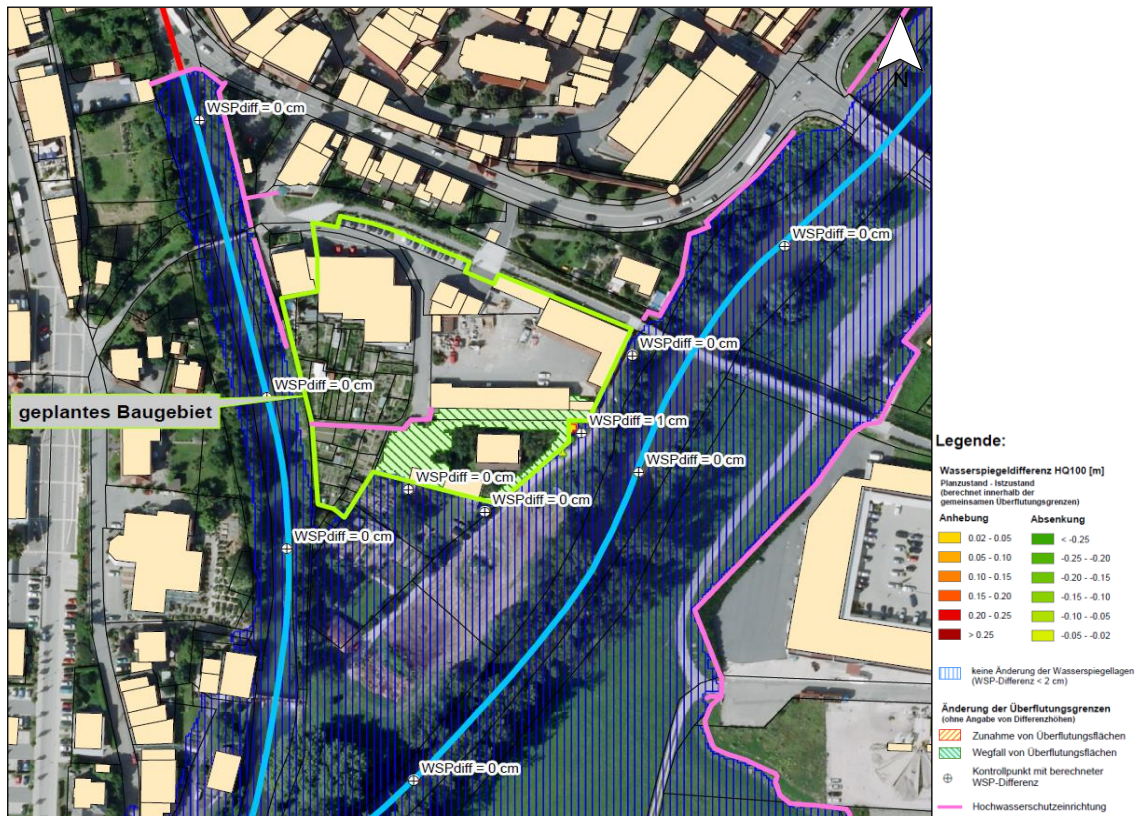 N
WSPdiff = 0 cm
WSPdiff = 0 cm
WSPdiff = 0 cm
WSPdiff = 0 cm
geplantes Baugebiet
WSPdiff = 1 cm
WSPdiff = 0 cm
WSPdiff = 0 cm
WSPdiff = 0 cm
WSPdiff = 0 cm
WSPdiff = 0 cm
Legende:
Wasserspiegeldifferenz HQ100 [m]
Planzustand - Istzustand
(berechnet innerhalb der
gemeinsamen Überflutungsgrenzen)
Anhebung Absenkung
0.02 - 0.05 < -0.25
0.05 - 0.10 -0.25 - -0.20
0.10 - 0.15 -0.20 - -0.15
0.15 - 0.20 -0.15 - -0.10
0.20 - 0.25 -0.10 - -0.05
> 0.25 -0.05 - -0.02
keine Änderung der Wasserspiegellagen
(WSP-Differenz < 2 cm)
Änderung der Überflutungsgrenzen
(ohne Angabe von Differenzhöhen)
Zunahme von Überflutungsflächen
Wegfall von Überflutungsflächen
Kontrollpunkt mit berechneter
WSP-Differenz
Hochwasserschutzeinrichtung